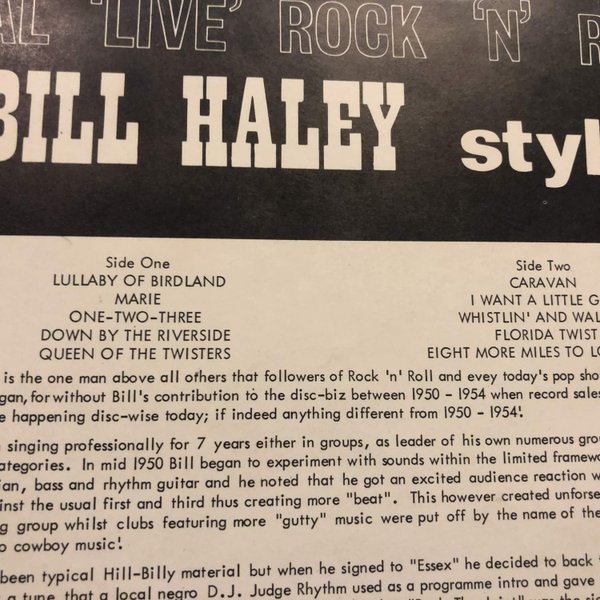 AL 'LIVE' ROCK 'N' R
BILL HALEY styl
Side One
LULLABY OF BIRDLAND
MARIE
ONE-TWO-THREE
DOWN BY THE RIVERSIDE
QUEEN OF THE TWISTERS
Side Two
CARAVAN
I WANT A LITTLE G
WHISTLIN' AND WAL
FLORIDA TWIST
EIGHT MORE MILES TO LO
is the one man above all others that followers of Rock 'n' Roll and evey today's pop sho
gan, for without Bill's contribution to the disc-biz between 1950 - 1954 when record sales
e happening disc-wise today; if indeed anything different from 1950 - 1954'.
singing professionally for 7 years either in groups, as leader of his own numerous grou
ategories. In mid 1950 Bill began to experiment with sounds within the limited framewo
ian, bass and rhythm guitar and he noted that he got an excited audience reaction w
inst the usual first and third thus creating more "beat". This however created unforse
g group whilst clubs featuring more "gutty" music were put off by the name of the
o cowboy music'.
been typical Hill-Billy material but when he signed to "Essex" he decided to back
a tune that a local negro D.J. Judge Rhythm used as a programme intro and gave